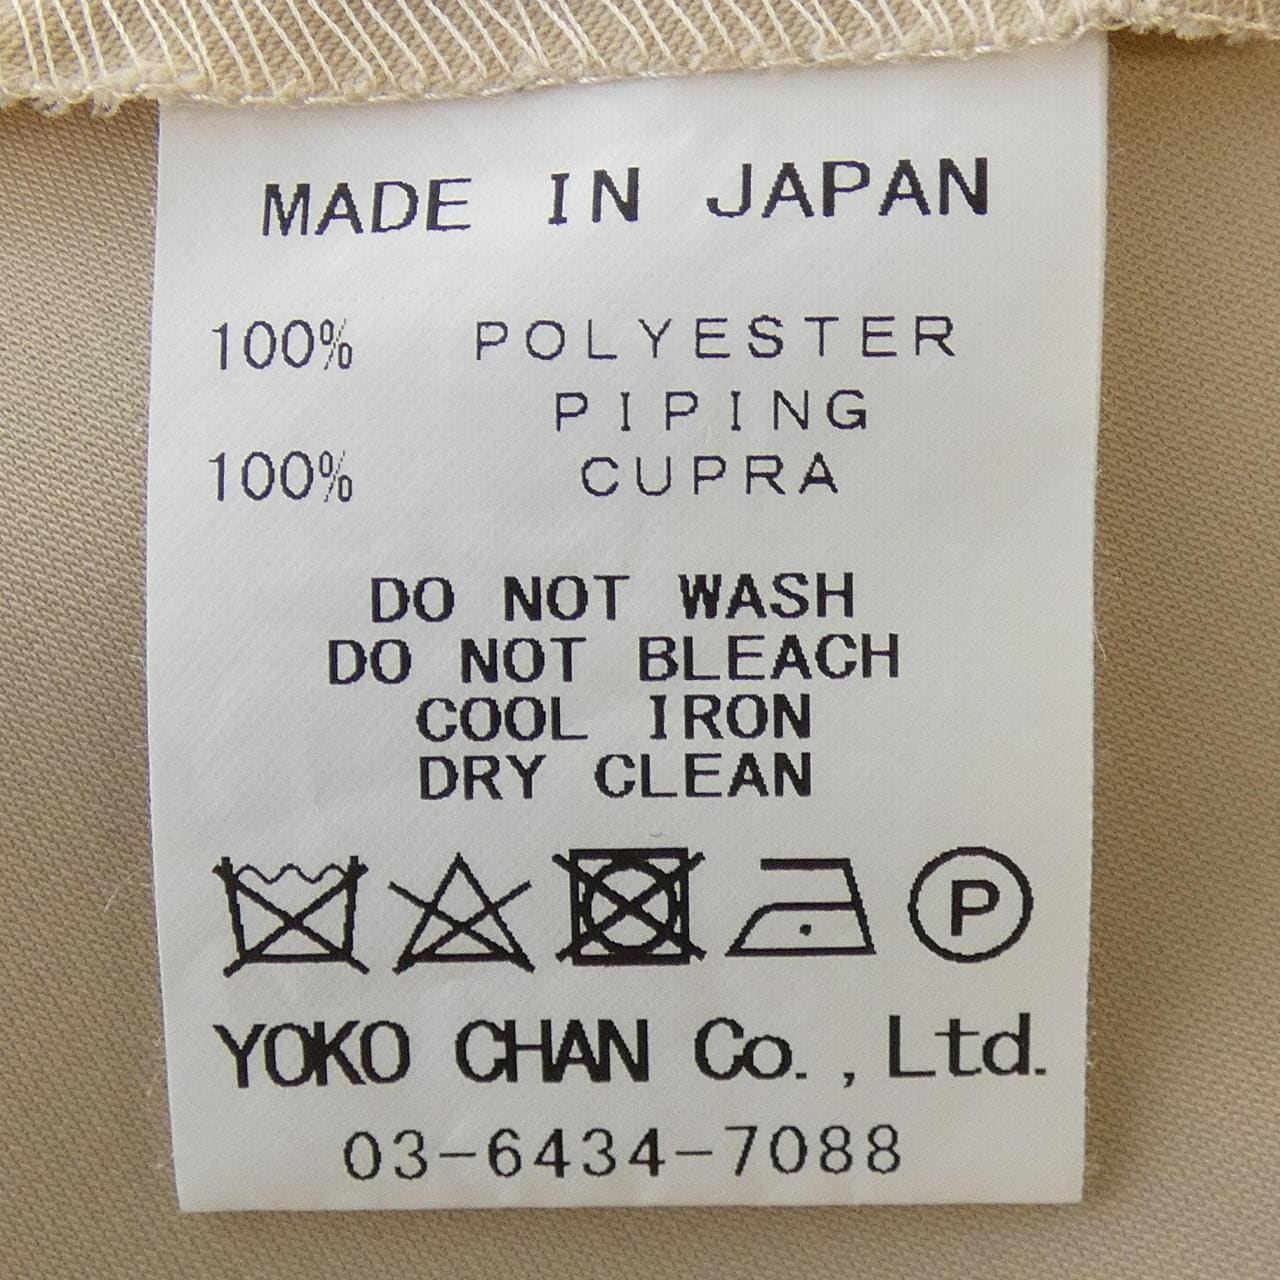 MADE IN JAPAN
100% POLYESTER
PIPING
100% CUPRA
DO NOT WASH
DO NOT BLEACH
COOL IRON
DRY CLEAN
P
YOKO CHAN Co., Ltd.
03-6434-7088